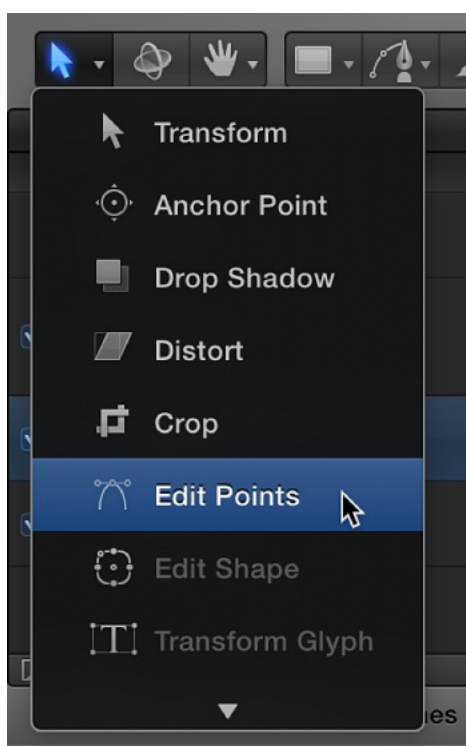 Transform
Anchor Point
Drop Shadow
Distort
Crop
Edit Points
Edit Shape
Transform Glyph